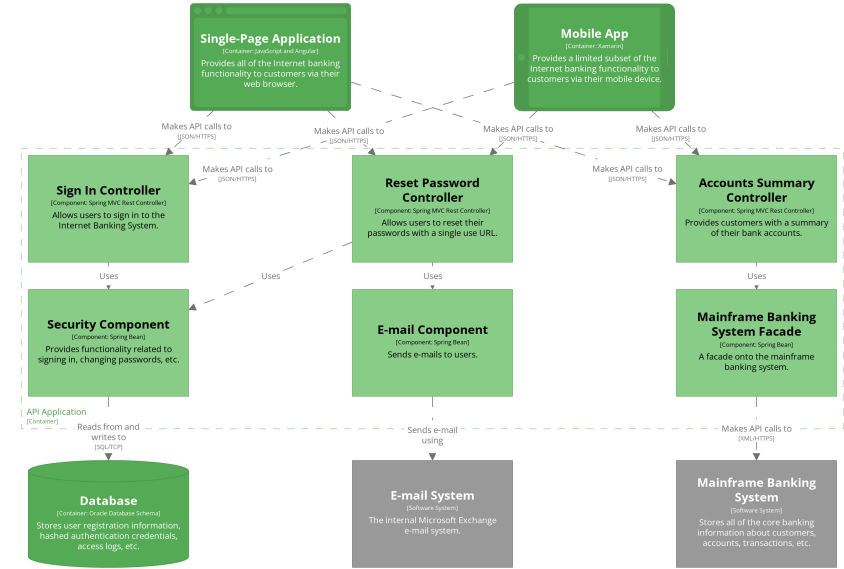 Single-Page Application
[Container: JavaScript and Angular]
Provides all of the Internet banking
functionality to customers via their
web browser.
Mobile App
[Container: Xamarin]
Provides a limited subset of the
Internet banking functionality to
customers via their mobile device.
Makes API calls to
[JSON/HTTPS]
Makes API calls to
[JSON/HTTPS]
Makes API calls to
[JSON/HTTPS]
Makes API calls to
[JSON/HTTPS]
Makes API calls to
[JSON/HTTPS]
Makes API calls to
[JSON/HTTPS]
Sign In Controller
[Component: Spring MVC Rest Controller]
Allows users to sign in to the
Internet Banking System.
Reset Password
Controller
[Component: Spring MVC Rest Controller]
Allows users to reset their
passwords with a single use URL.
Accounts Summary
Controller
[Component: Spring MVC Rest Controller]
Provides customers with a summary
of their bank accounts.
Uses
Uses
Uses
Uses
Security Component
[Component: Spring Bean]
Provides functionality related to
signing in, changing passwords, etc.
E-mail Component
[Component: Spring Bean]
Sends e-mails to users.
Mainframe Banking
System Facade
[Component: Spring Bean]
A facade onto the mainframe
banking system.
API Application
[Container]
Reads from and
writes to
[SQL/TCP]
Sends e-mail
using
Makes API calls to
[XML/HTTPS]
Database
[Container: Oracle Database Schema]
Stores user registration information,
hashed authentication credentials,
access logs, etc.
E-mail System
[Software System]
The internal Microsoft Exchange
e-mail system.
Mainframe Banking
System
[Software System]
Stores all of the core banking
information about customers,
accounts, transactions, etc.